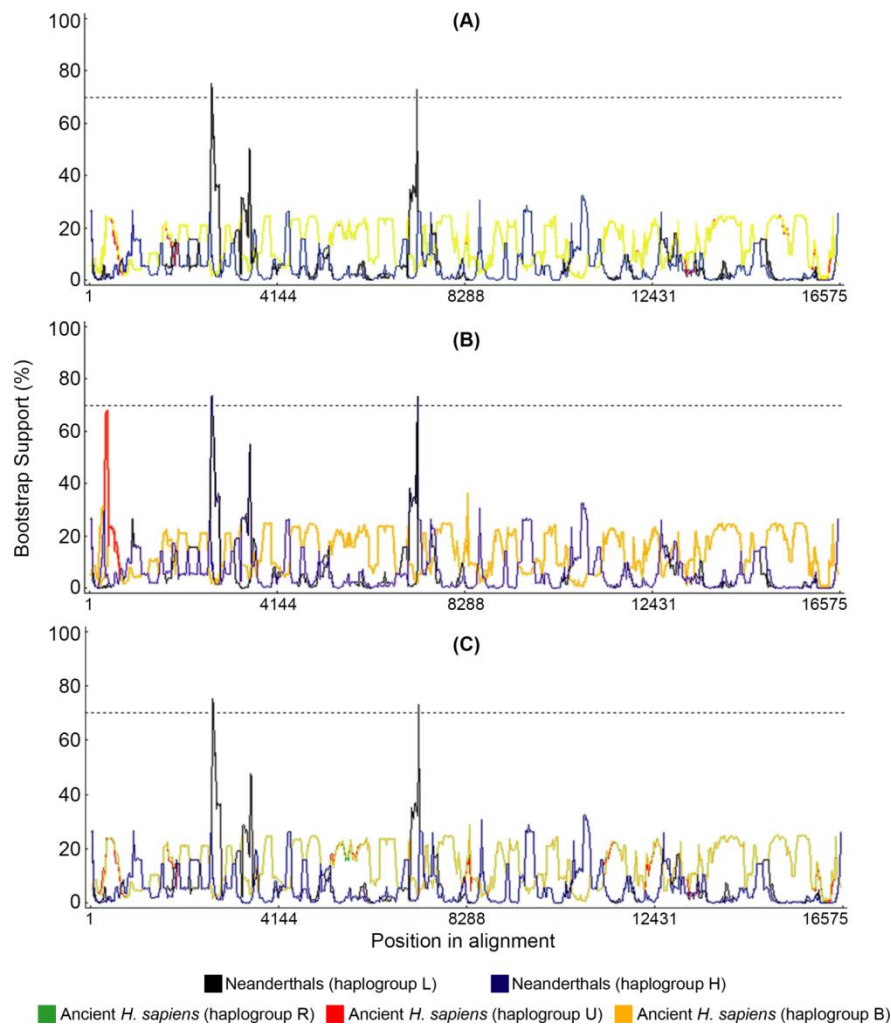 (A)
100
80
60
40
20
0
1 4144 8288 12431 16575
(B)
100
80
60
40
20
0
1 4144 8288 12431 16575
(C)
100
80
60
40
20
0
1 4144 8288 12431 16575
Bootstrap Support (%)
Position in alignment
Neanderthals (haplogroup L) Neanderthals (haplogroup H)
Ancient H. sapiens (haplogroup R) Ancient H. sapiens (haplogroup U) Ancient H. sapiens (haplogroup B)